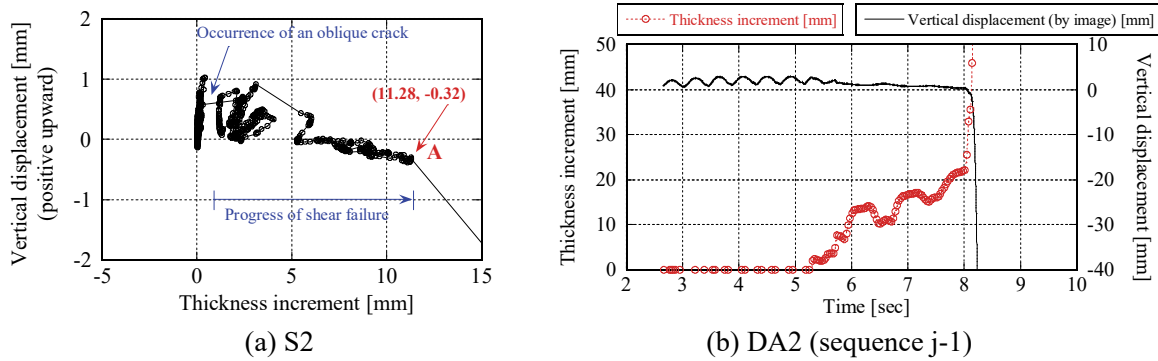 Vertical displacement [mm]
(positive upward)
2
1
0
-1
-2
Occurrence of an oblique crack
(11.28, -0.32)
A
Progress of shear failure
-5
0
5
10
15
Thickness increment [mm]
(a) S2
Thickness increment [mm]
Vertical displacement (by image) [mm]
Thickness increment [mm]
50
40
30
20
10
0
10
0
-10
-20
-30
-40
Vertical displacement
[mm]
2
3
4
5
6
7
8
9
10
Time [sec]
(b) DA2 (sequence j-1)